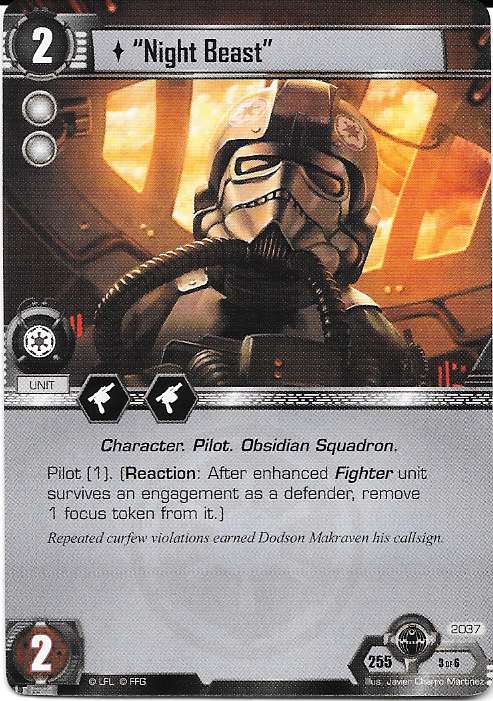 2
"Night Beast"
UNIT
Character. Pilot. Obsidian Squadron.
Pilot (1). (Reaction: After enhanced Fighter unit
survives an engagement as a defender, remove
1 focus token from it.)
Repeated curfew violations earned Dodson Makraven his callsign.
2037
2
255
3 OF 6
© LFL © FFG
Illus. Javier Charro Martínez